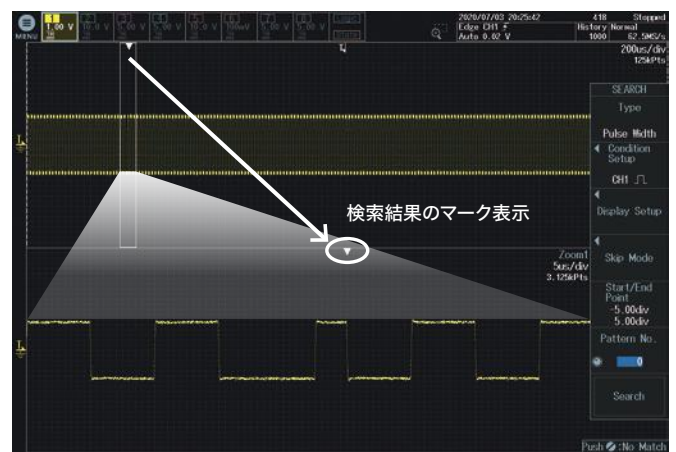 MENU
1
1.00 V
2020/07/03 20:25:42
Edge CH1
Auto 0.02 V
418 Stopped
History Normal
1000 62.5MS/s
200us/div
125kPts
SEARCH
Type
Pulse Width
Condition
Setup
CH1
Display Setup
Skip Mode
Start/End
Point
-5.00div
5.00div
Pattern No.
0
Search
検索結果のマーク表示
Zoom1
5us/div
3.125kPts
Push :No Match